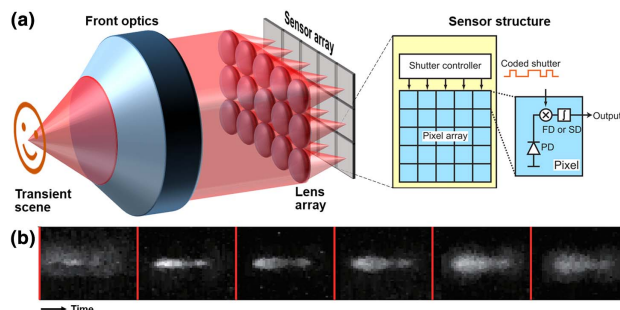 (a)
Front optics
Sensor array
Sensor structure
Shutter controller
Coded shutter
Pixel array
Output
FD or SD
PD
Pixel
Transient
scene
Lens
array
(b)
Time